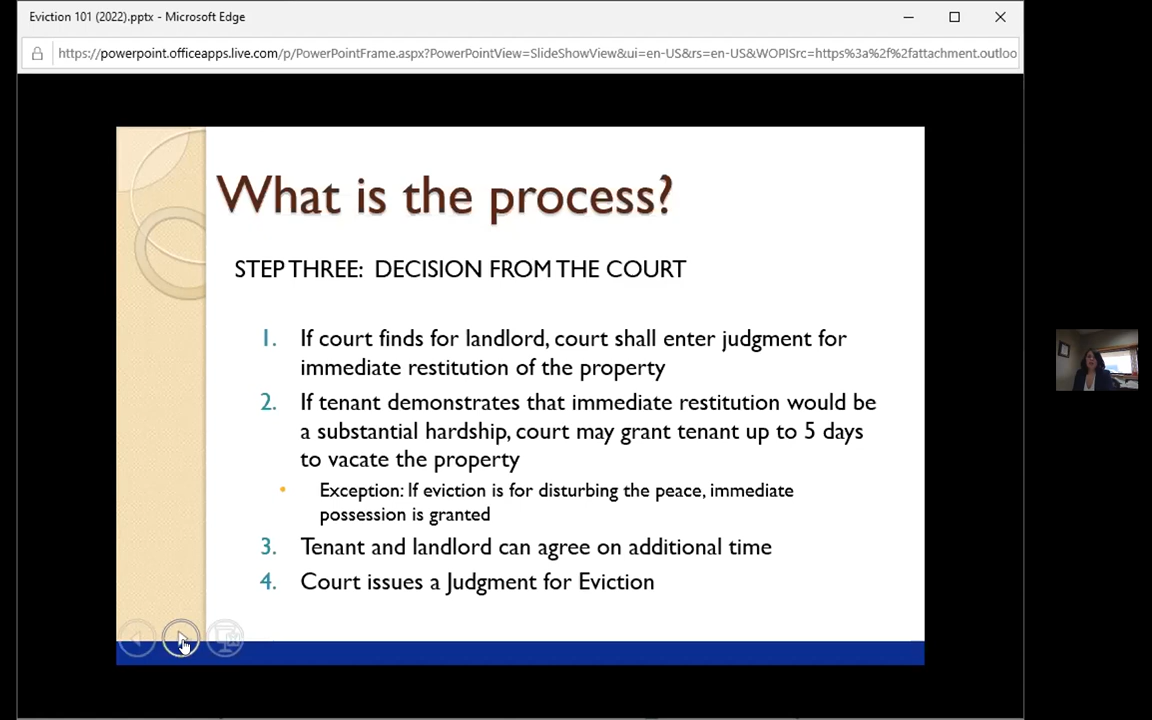 Eviction 101 (2022).pptx - Microsoft Edge
https://powerpoint.officeapps.live.com/p/PowerPointFrame.aspx?PowerPointView=SlideShowView&ui=en-US&rs=en-US&WOPISrc=https%3a%2f%2fattachment.outloo
What is the process?
STEP THREE: DECISION FROM THE COURT
1. If court finds for landlord, court shall enter judgment for
immediate restitution of the property
2. If tenant demonstrates that immediate restitution would be
a substantial hardship, court may grant tenant up to 5 days
to vacate the property
• Exception: If eviction is for disturbing the peace, immediate
possession is granted
3. Tenant and landlord can agree on additional time
4. Court issues a Judgment for Eviction